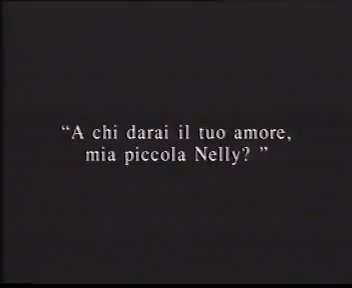 “A chi darai il tuo amore,
mia piccola Nelly? ”